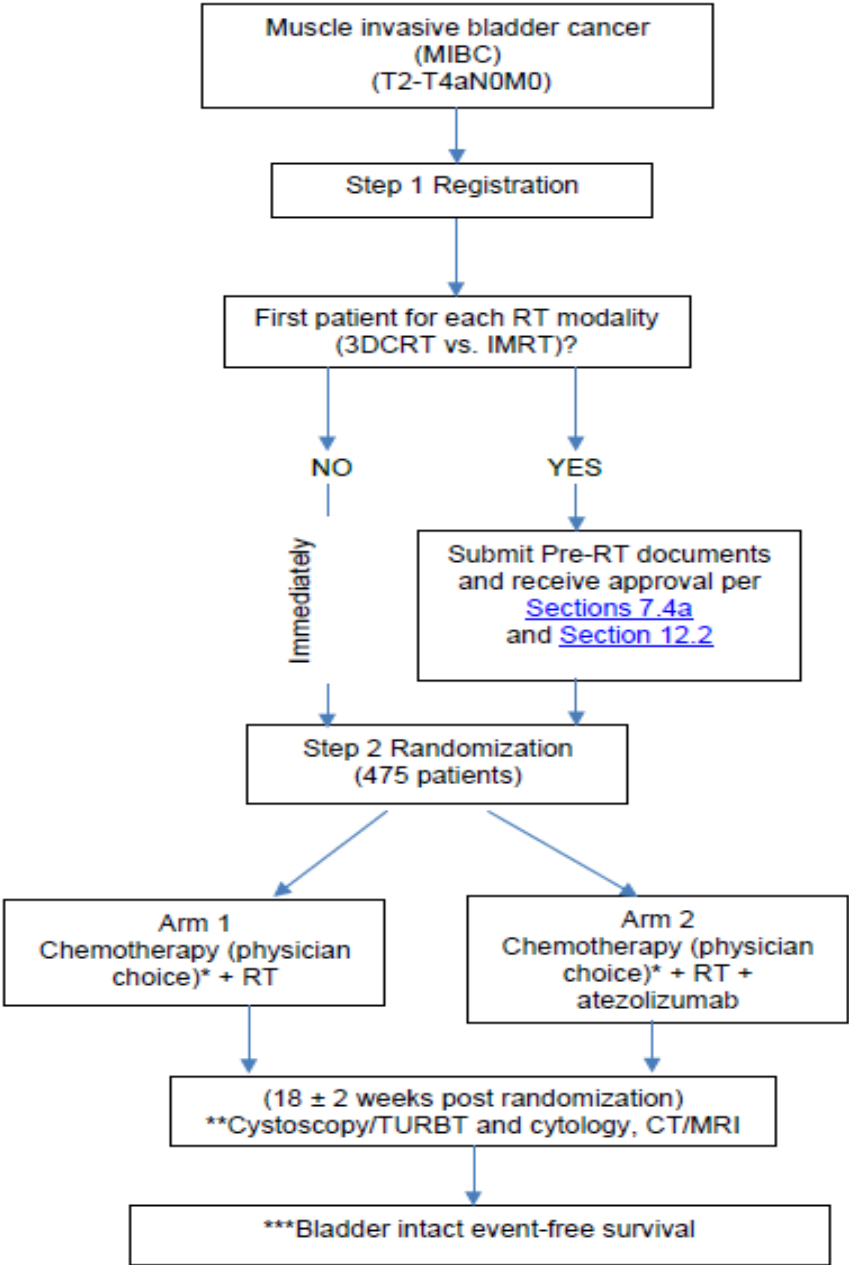 Muscle invasive bladder cancer
(MIBC)
(T2-T4aN0M0)
Step 1 Registration
First patient for each RT modality
(3DCRT vs. IMRT)?
NO
YES
Immediately
Submit Pre-RT documents
and receive approval per
Sections 7.4a
and Section 12.2
Step 2 Randomization
(475 patients)
Arm 1
Chemotherapy (physician
choice)* + RT
Arm 2
Chemotherapy (physician
choice)* + RT +
atezolizumab
(18 ± 2 weeks post randomization)
**Cystoscopy/TURBT and cytology, CT/MRI
***Bladder intact event-free survival